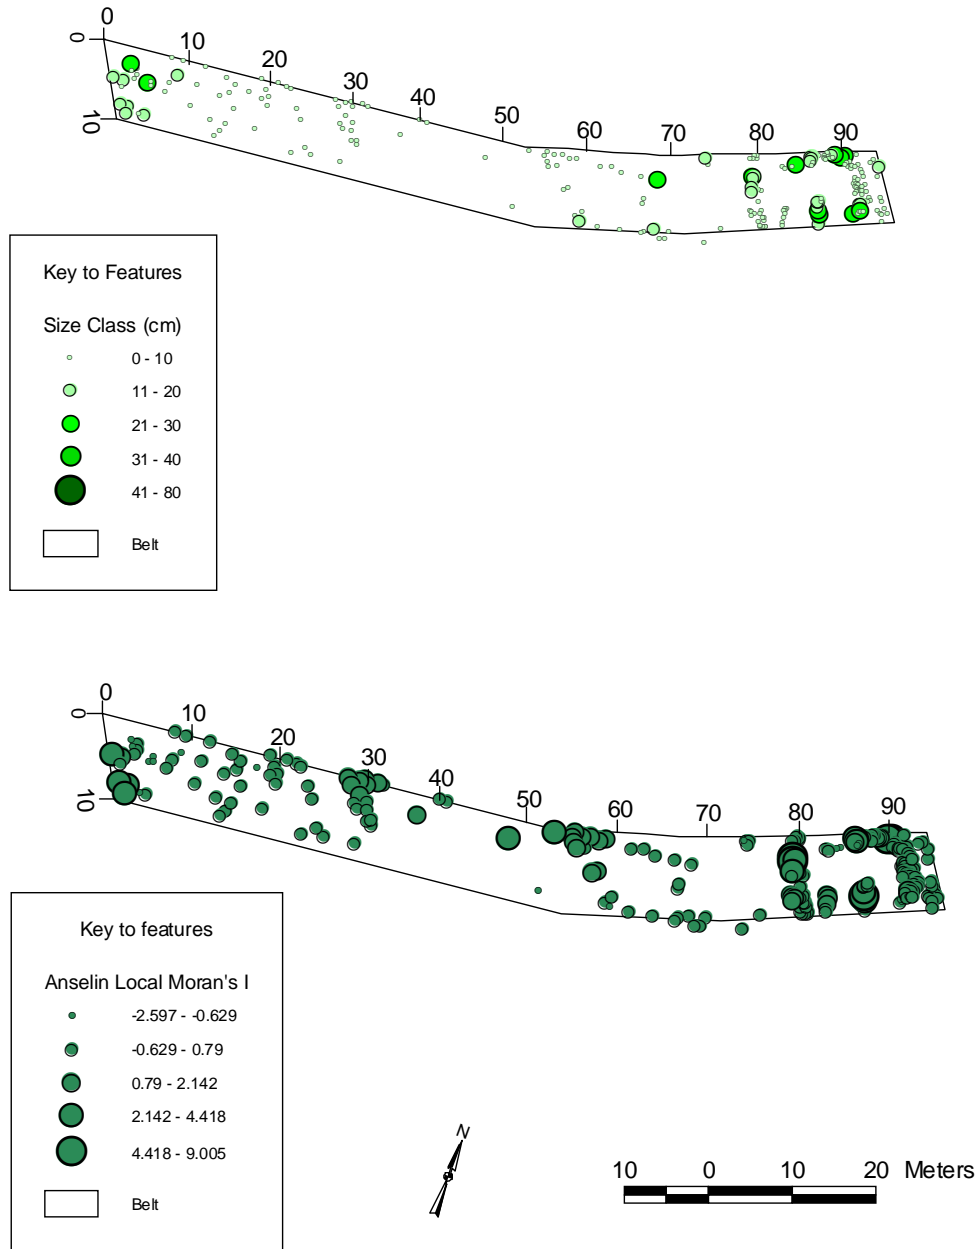 0
0
10
20
30
40
50
60
70
80
90
10
Key to Features
Size Class (cm)
0 - 10
11 - 20
21 - 30
31 - 40
41 - 80
Belt
0
0
10
20
30
40
50
60
70
80
90
10
Key to features
Anselin Local Moran's I
-2.597 - -0.629
-0.629 - 0.79
0.79 - 2.142
2.142 - 4.418
4.418 - 9.005
Belt
N
10 0 10 20 Meters